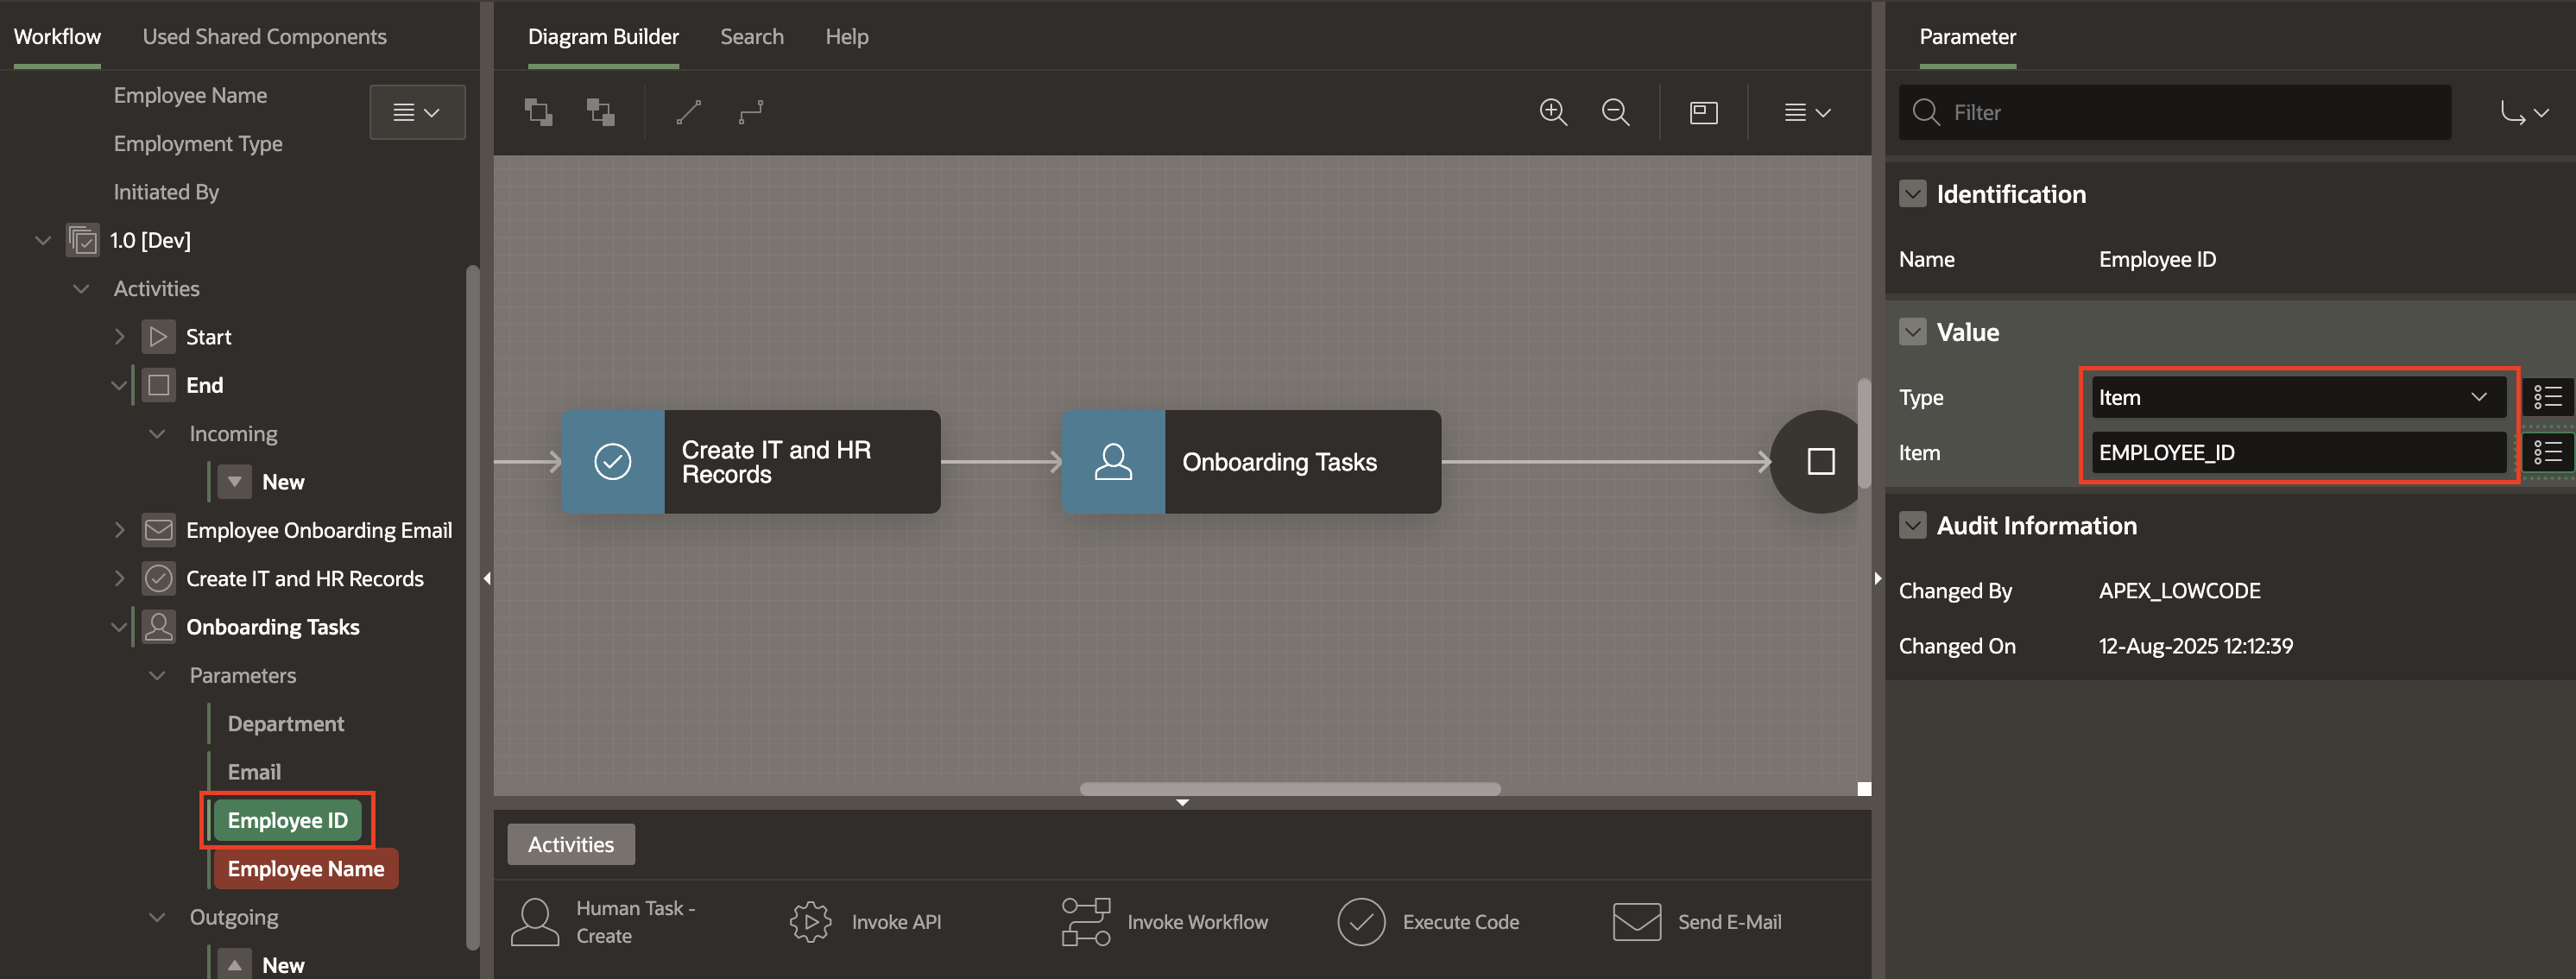 Workflow
Used Shared Components
Employee Name
Employment Type
Initiated By
1.0 [Dev]
Activities
Start
End
Incoming
New
Employee Onboarding Email
Create IT and HR Records
Onboarding Tasks
Parameters
Department
Email
Employee ID
Employee Name
Outgoing
New
Diagram Builder
Search
Help
Create IT and HR
Records
Onboarding Tasks
Activities
Human Task -
Create
Invoke API
Invoke Workflow
Execute Code
Send E-Mail
Parameter
Filter
Identification
Name
Employee ID
Value
Type
Item
Item
EMPLOYEE_ID
Audit Information
Changed By
APEX_LOWCODE
Changed On
12-Aug-2025 12:12:39